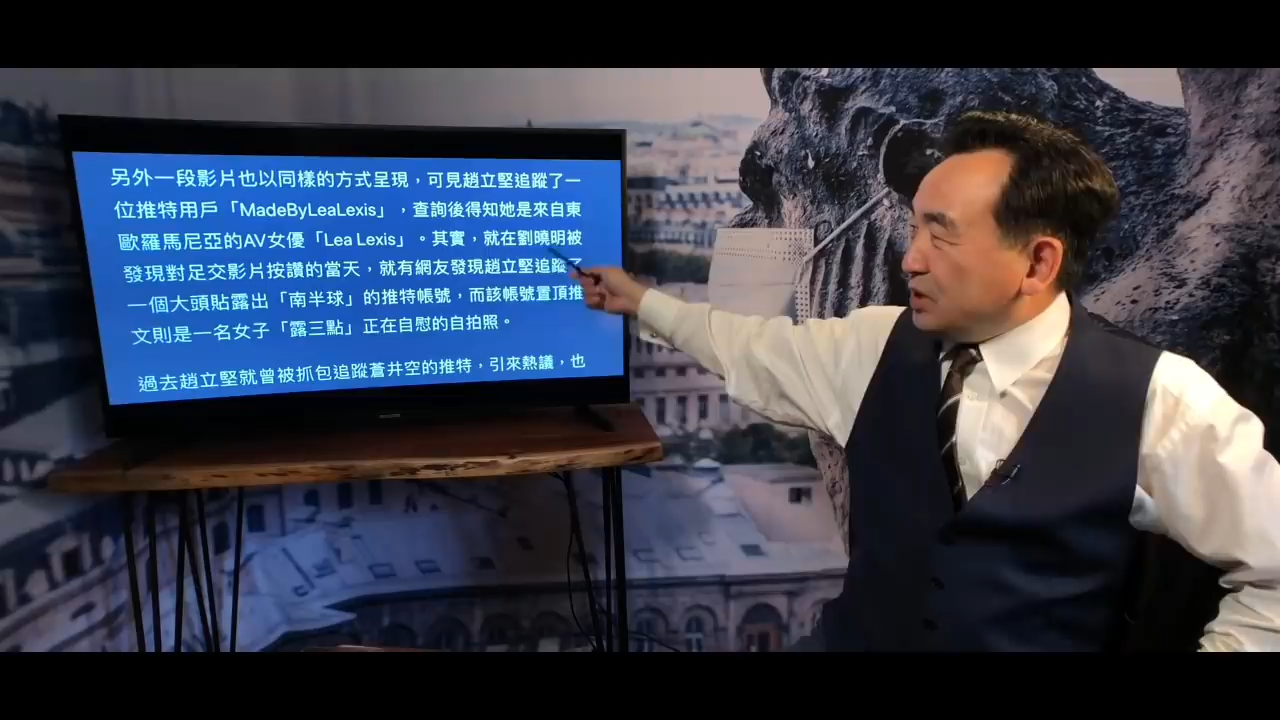 另外一段影片也以同樣的方式呈現，可見趙立堅追蹤了一
位推特用戶「MadeByLeaLexis」，查詢後得知她是來自東
歐羅馬尼亞的AV女優「Lea Lexis」。其實，就在劉曉明被
發現對足交影片按讚的當天，就有網友發現趙立堅追蹤了
一個大頭貼露出「南半球」的推特帳號，而該帳號置頂推
文則是一名女子「露三點」正在自慰的自拍照。
過去趙立堅就曾被抓包追蹤蒼井空的推特，引來熱議，也